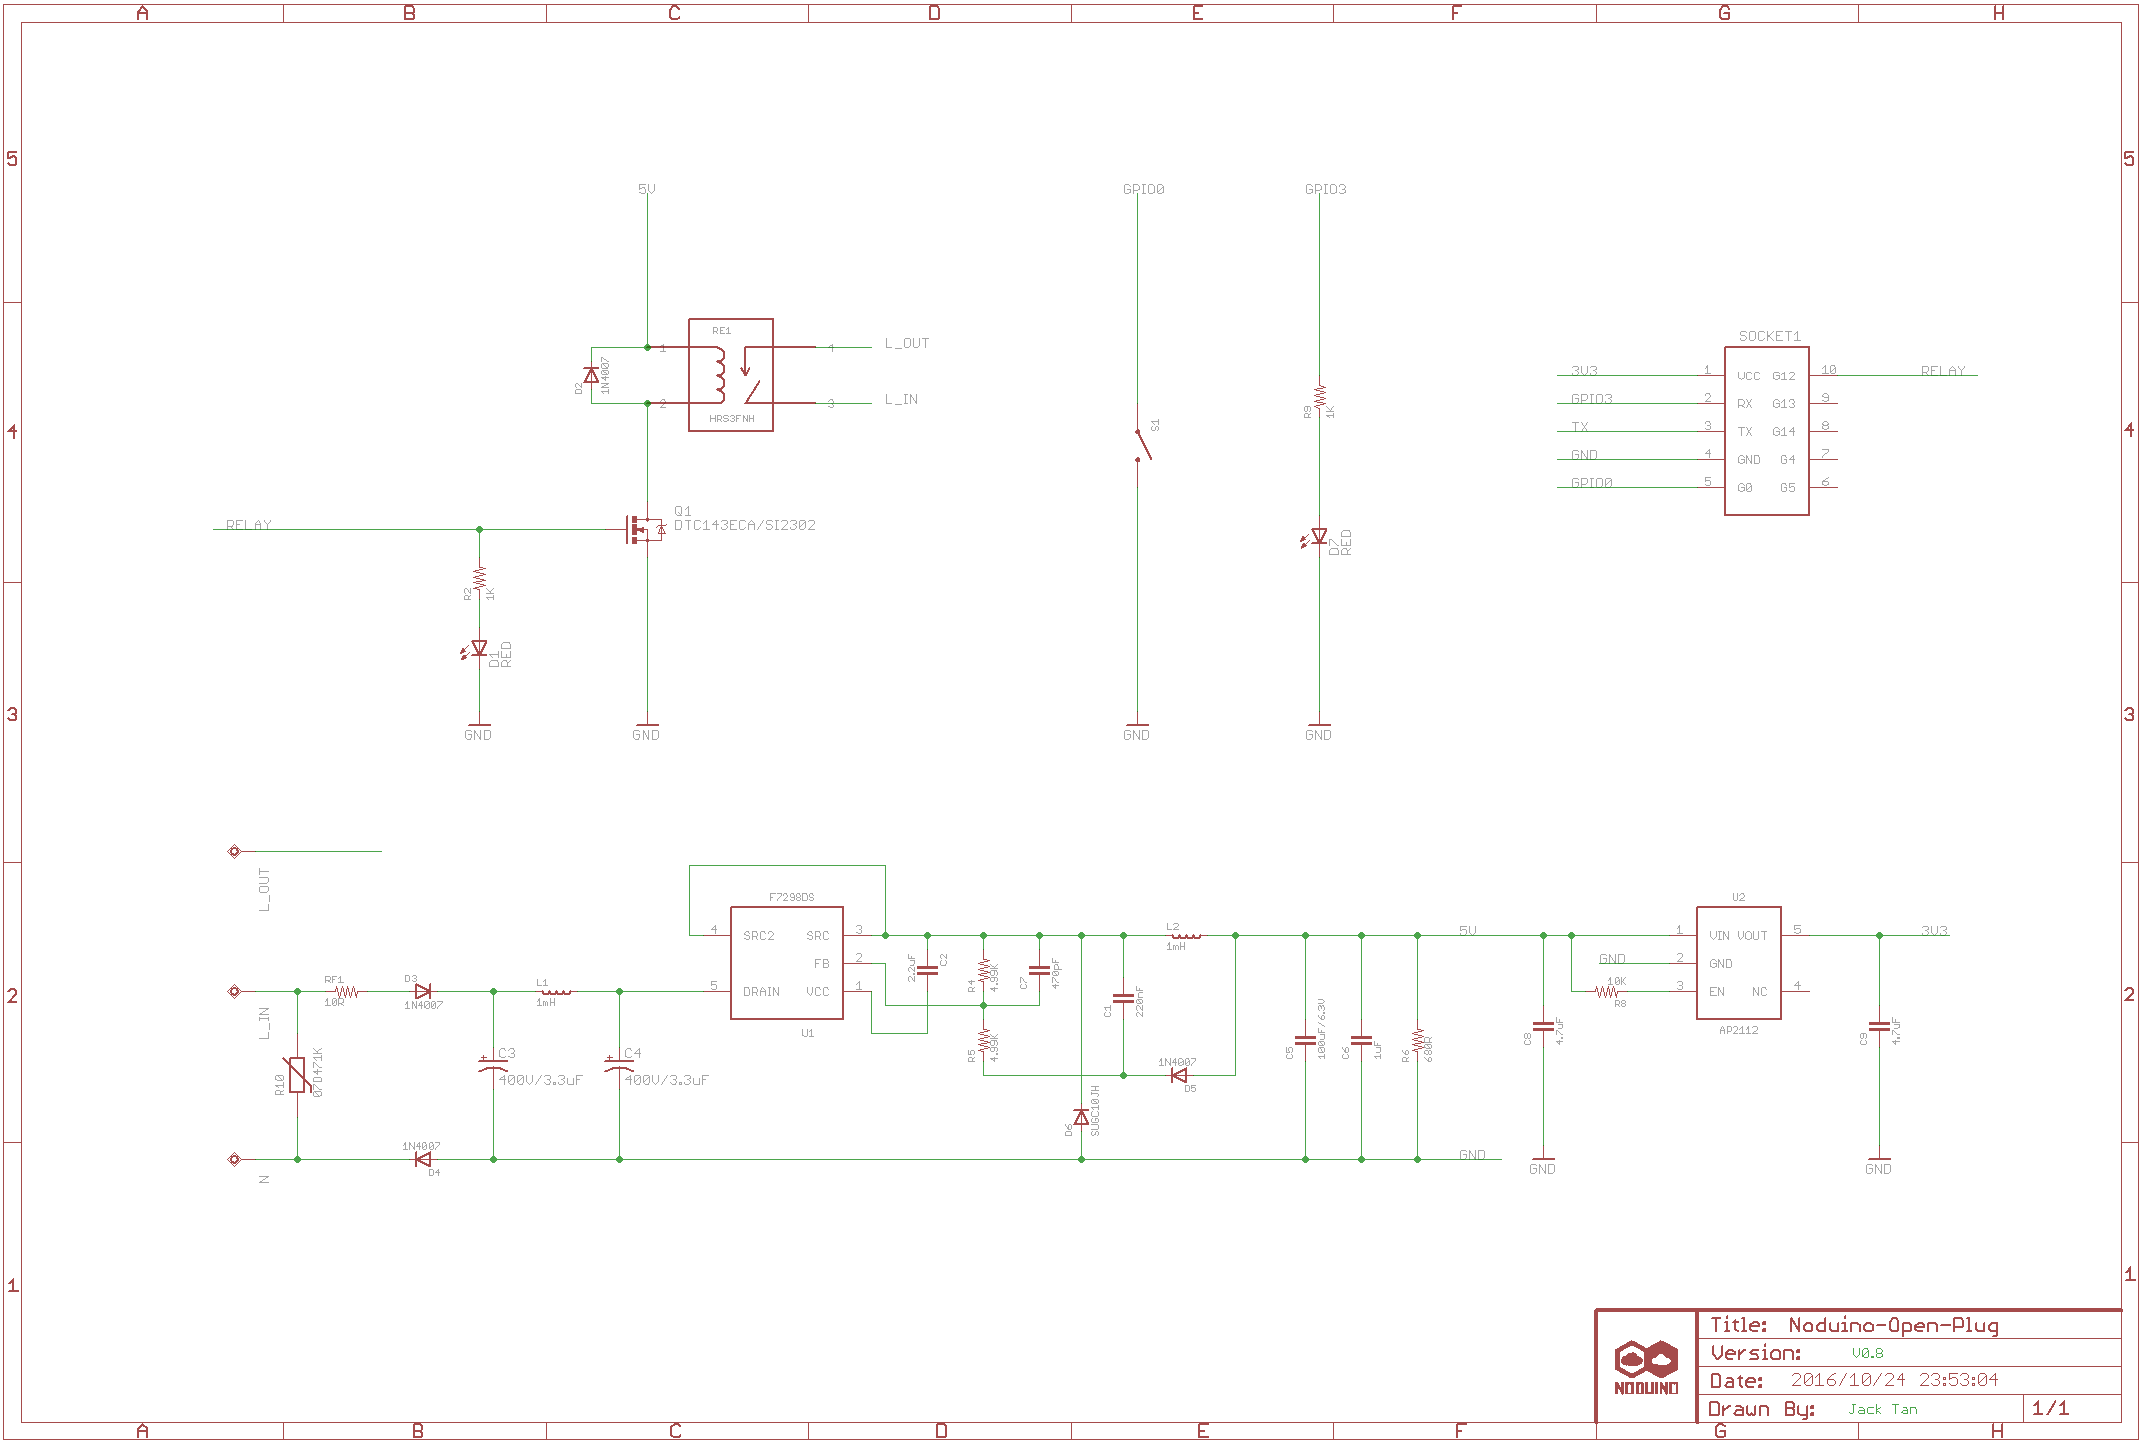 A B C D E F G H
5 5
4 4
3 3
2 2
1 1
5V
GPIO0
GPIO3
RE1
1
2
4
3
L_OUT
L_IN
HRS3FNH
D2
1N4007
Q1
DTC143ECA/SI2302
RELAY
R2
1K
D1
RED
GND
GND
S1
GND
R9
1K
D7
RED
GND
SOCKET1
3V3 1 VCC G12 10 RELAY
GPIO3 2 RX G13 9
TX 3 TX G14 8
GND 4 GND G4 7
GPIO0 5 G0 G5 6
L_OUT
L_IN
N
R10
07D471K
RF1
10R
D3
1N4007
1N4007
D4
C3
400V/3.3uF
L1
1mH
C4
400V/3.3uF
F7298DS
4 SRC2 SRC 3
FB 2
5 DRAIN VCC 1
U1
2.2uF
C2
R4
4.99K
R5
4.99K
C7
470pF
D6
SUGC10JH
C1
220nF
L2
1mH
1N4007
D5
C5
100uF/6.3V
C6
1uF
R6
680R
5V
GND
C8
4.7uF
GND
U2
1 VIN VOUT 5 3V3
GND 2 GND
3 EN NC 4
10K
R8
AP2112
C9
4.7uF
GND
NODUINO
Title: Noduino-Open-Plug
Version: V0.8
Date: 2016/10/24 23:53:04
Drawn By: Jack Tan
1/1
A B C D E F G H